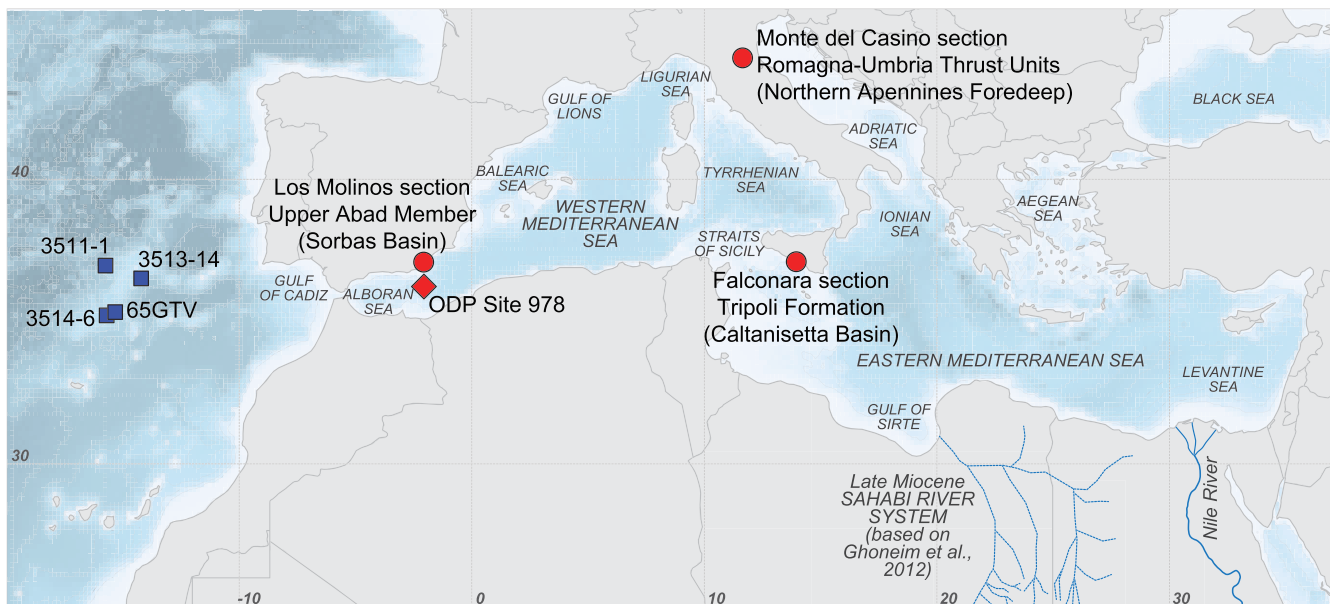 Monte del Casino section
Romagna-Umbria Thrust Units
(Northern Apennines Foredeep)
LIGURIAN
SEA
GULF OF
LIONS
BLACK SEA
ADRIATIC
SEA
40
Los Molinos section
Upper Abad Member
(Sorbas Basin)
BALEARIC
SEA
TYRRHENIAN
SEA
WESTERN
MEDITERRANEAN
SEA
AEGEAN
SEA
IONIAN
SEA
3511-1
3513-14
STRAITS
OF SICILY
GULF
OF CADIZ
ALBORAN
SEA
ODP Site 978
3514-6
65GTV
Falconara section
Tripoli Formation
(Caltanisetta Basin)
EASTERN MEDITERRANEAN SEA
LEVANTINE
SEA
GULF OF
SIRTE
30
Late Miocene
SAHABI RIVER
SYSTEM
(based on
Ghoneim et al.,
2012)
Nile River
-10
0
10
20
30